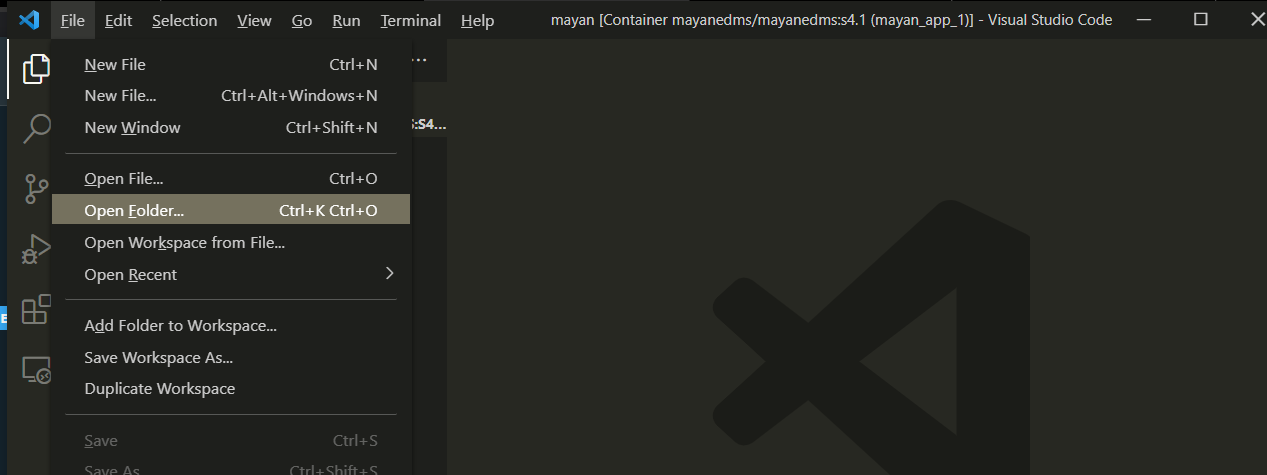 File Edit Selection View Go Run Terminal Help mayan [Container mayanedms/mayanedms:s4.1 (mayan_app_1)] - Visual Studio Code
New File Ctrl+N
New File... Ctrl+Alt+Windows+N
New Window Ctrl+Shift+N
:S4...
Open File... Ctrl+O
Open Folder... Ctrl+K Ctrl+O
Open Workspace from File...
Open Recent
Add Folder to Workspace...
Save Workspace As...
Duplicate Workspace
Save Ctrl+S
Save As Ctrl+Shift+S